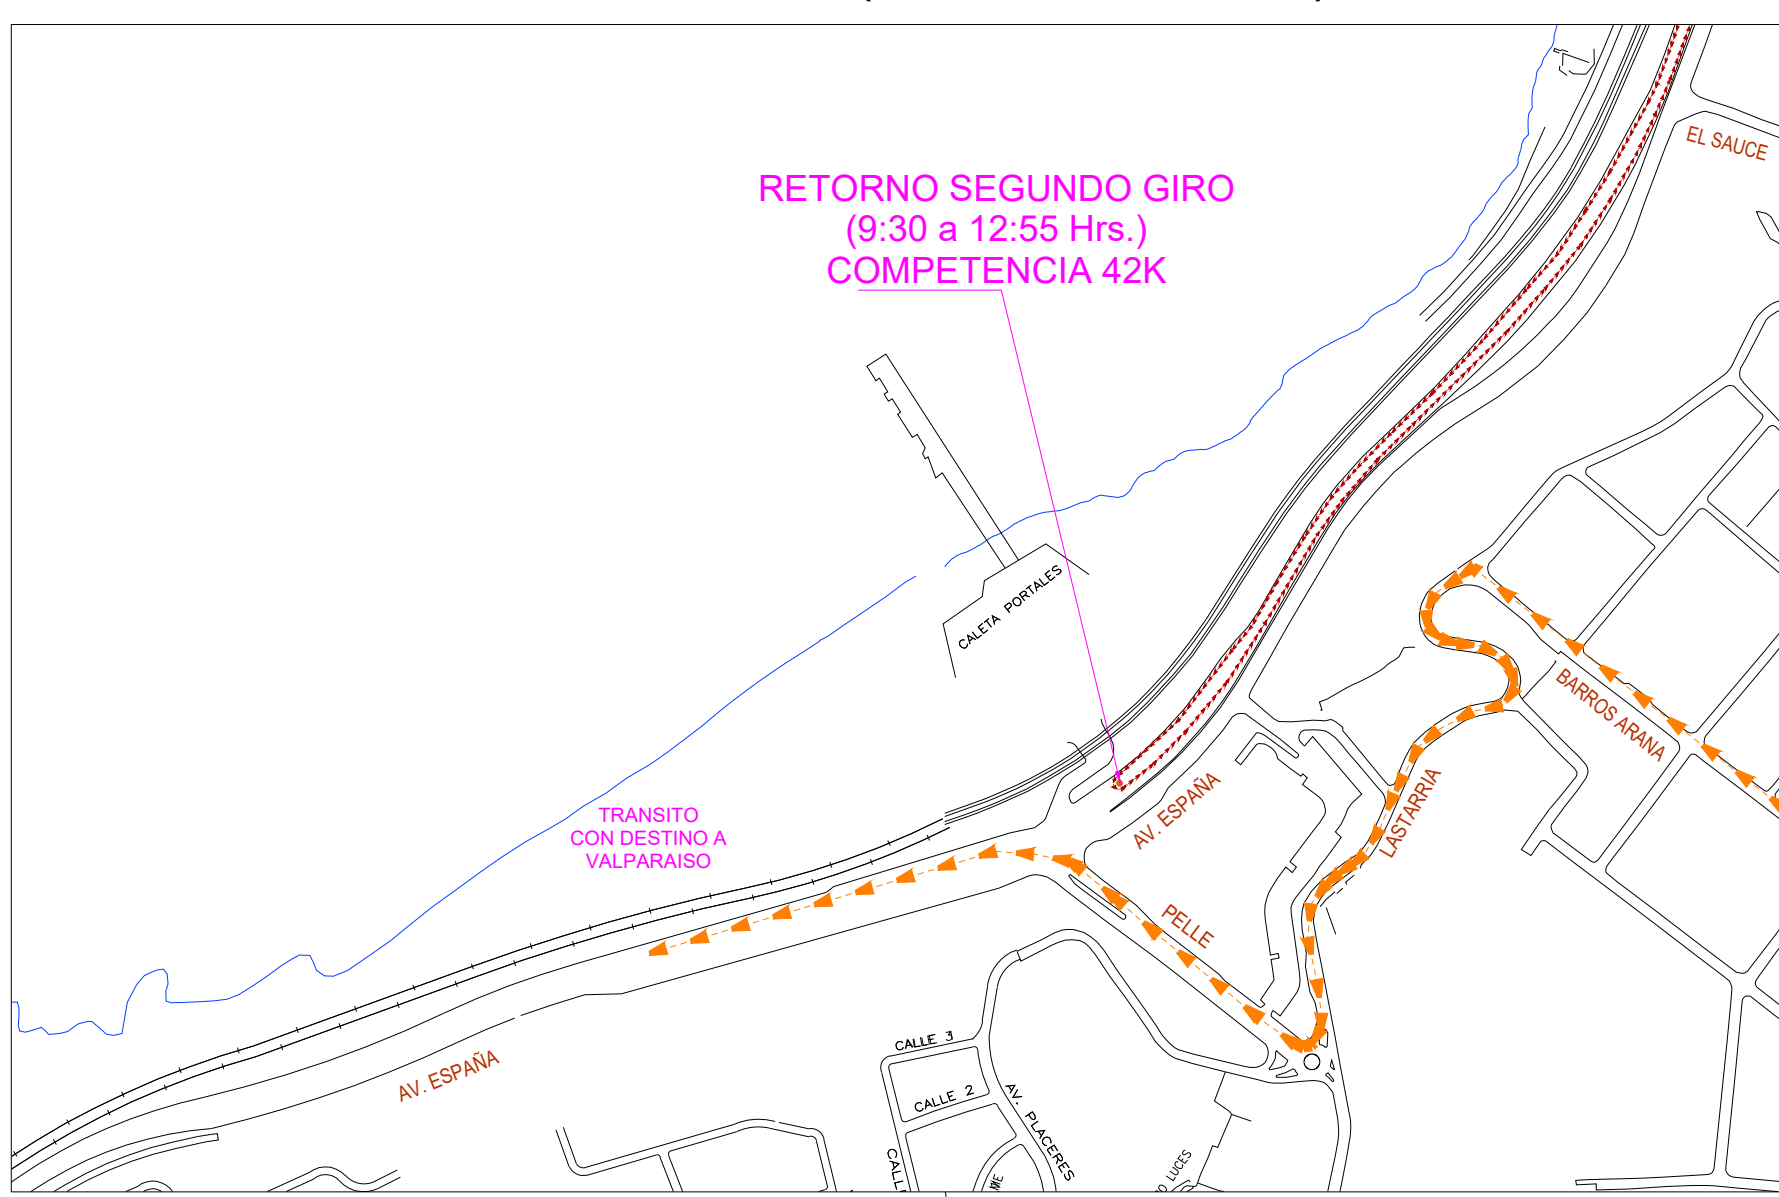 EL SAUCE
RETORNO SEGUNDO GIRO
(9:30 a 12:55 Hrs.)
COMPETENCIA 42K
CALETA PORTALES
BARROS ARANA
LASTARRIA
AV. ESPAÑA
TRANSITO
CON DESTINO A
VALPARAISO
PELLE
AV. ESPAÑA
CALLE 3
CALLE 2
AV. PLACERES
LUCES